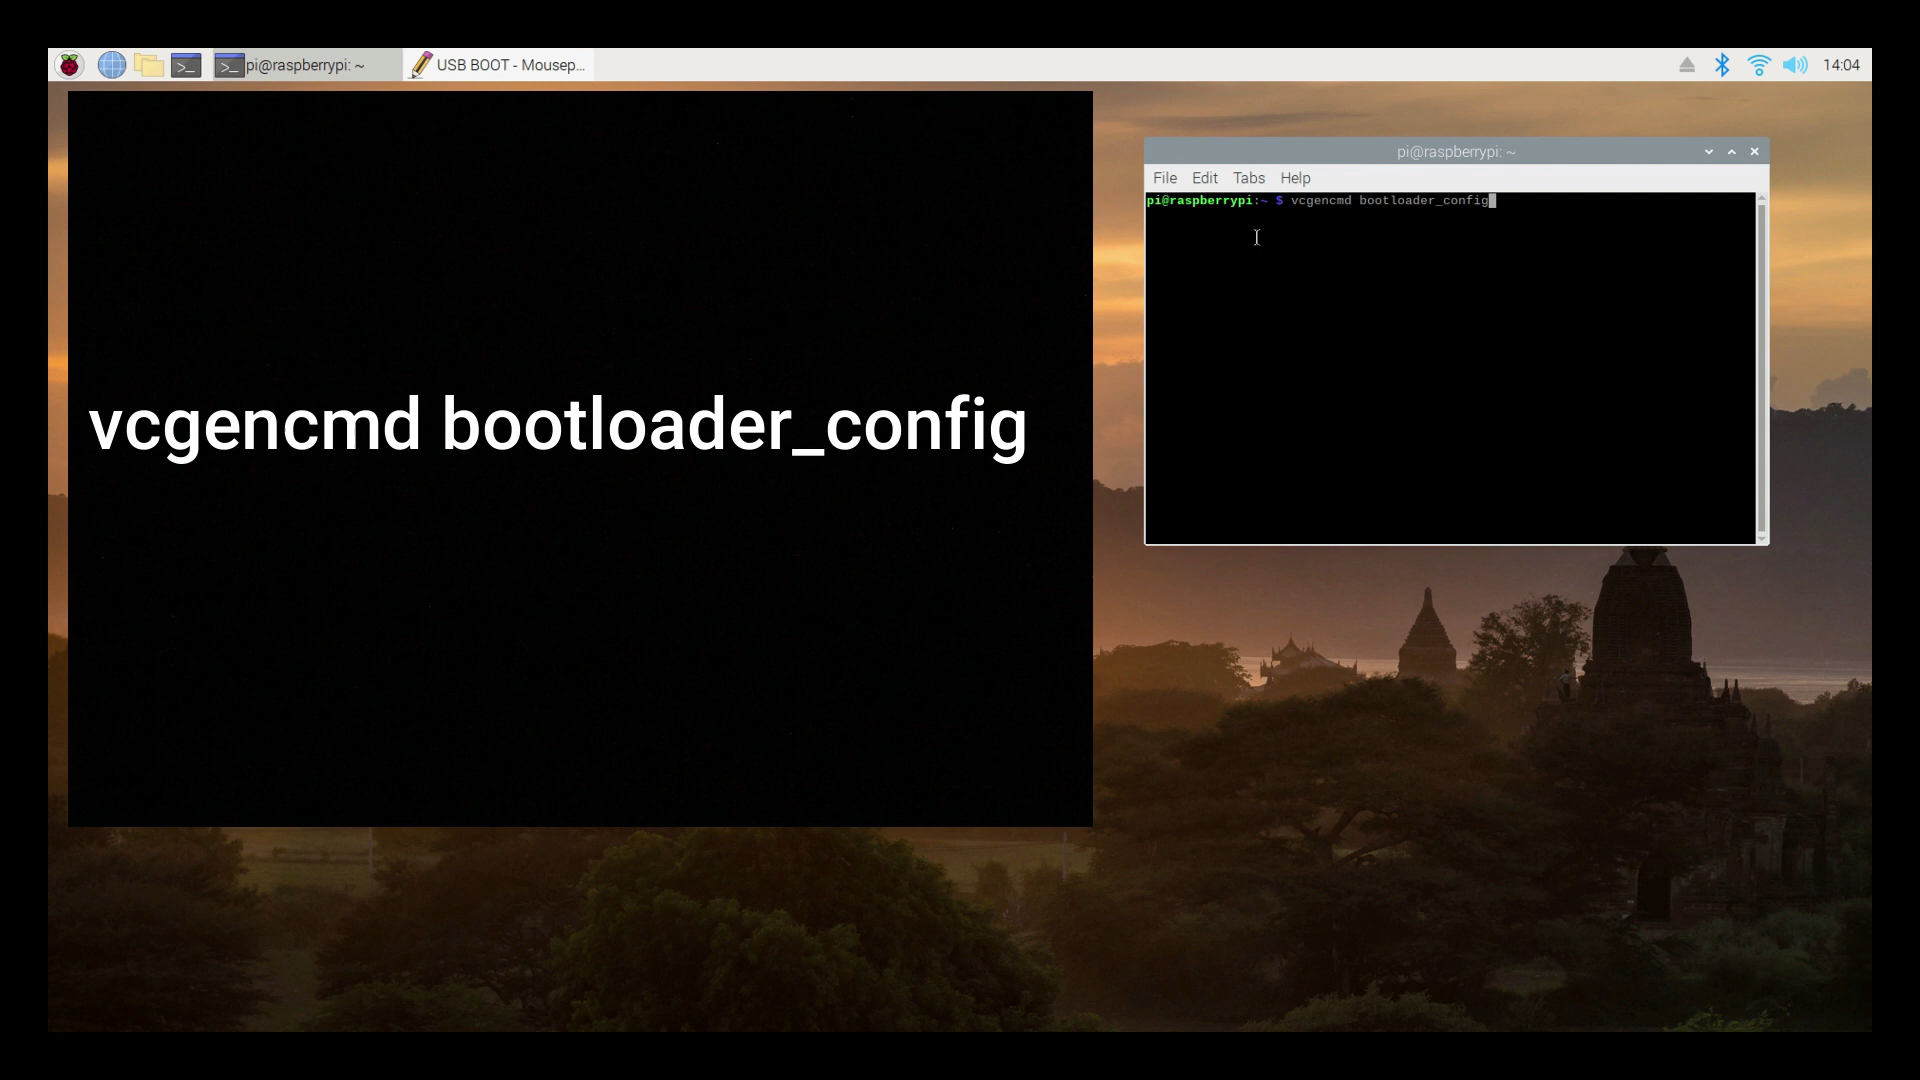 pi@raspberrypi: ~
USB BOOT - Mousep...
14:04
vcgencmd bootloader_config
pi@raspberrypi: ~
File Edit Tabs Help
pi@raspberrypi:~ $ vcgencmd bootloader_config